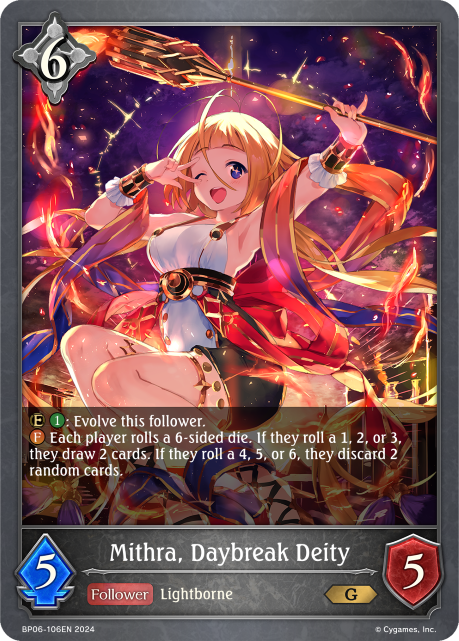 6
E 1: Evolve this follower.
F Each player rolls a 6-sided die. If they roll a 1, 2, or 3,
they draw 2 cards. If they roll a 4, 5, or 6, they discard 2
random cards.
Mithra, Daybreak Deity
5 Follower Lightborne G 5
BP06-106EN 2024 © Cygames, Inc.